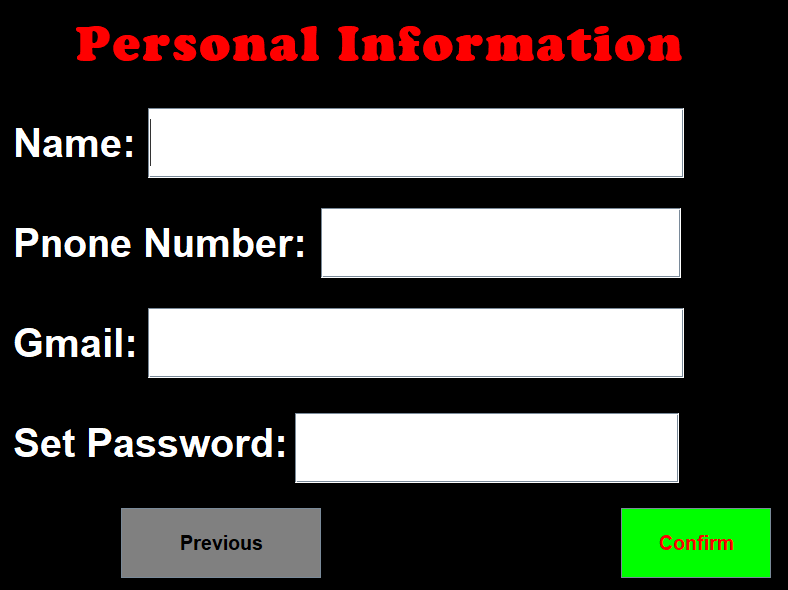 Personal Information
Name:
Pnone Number:
Gmail:
Set Password:
Previous Confirm